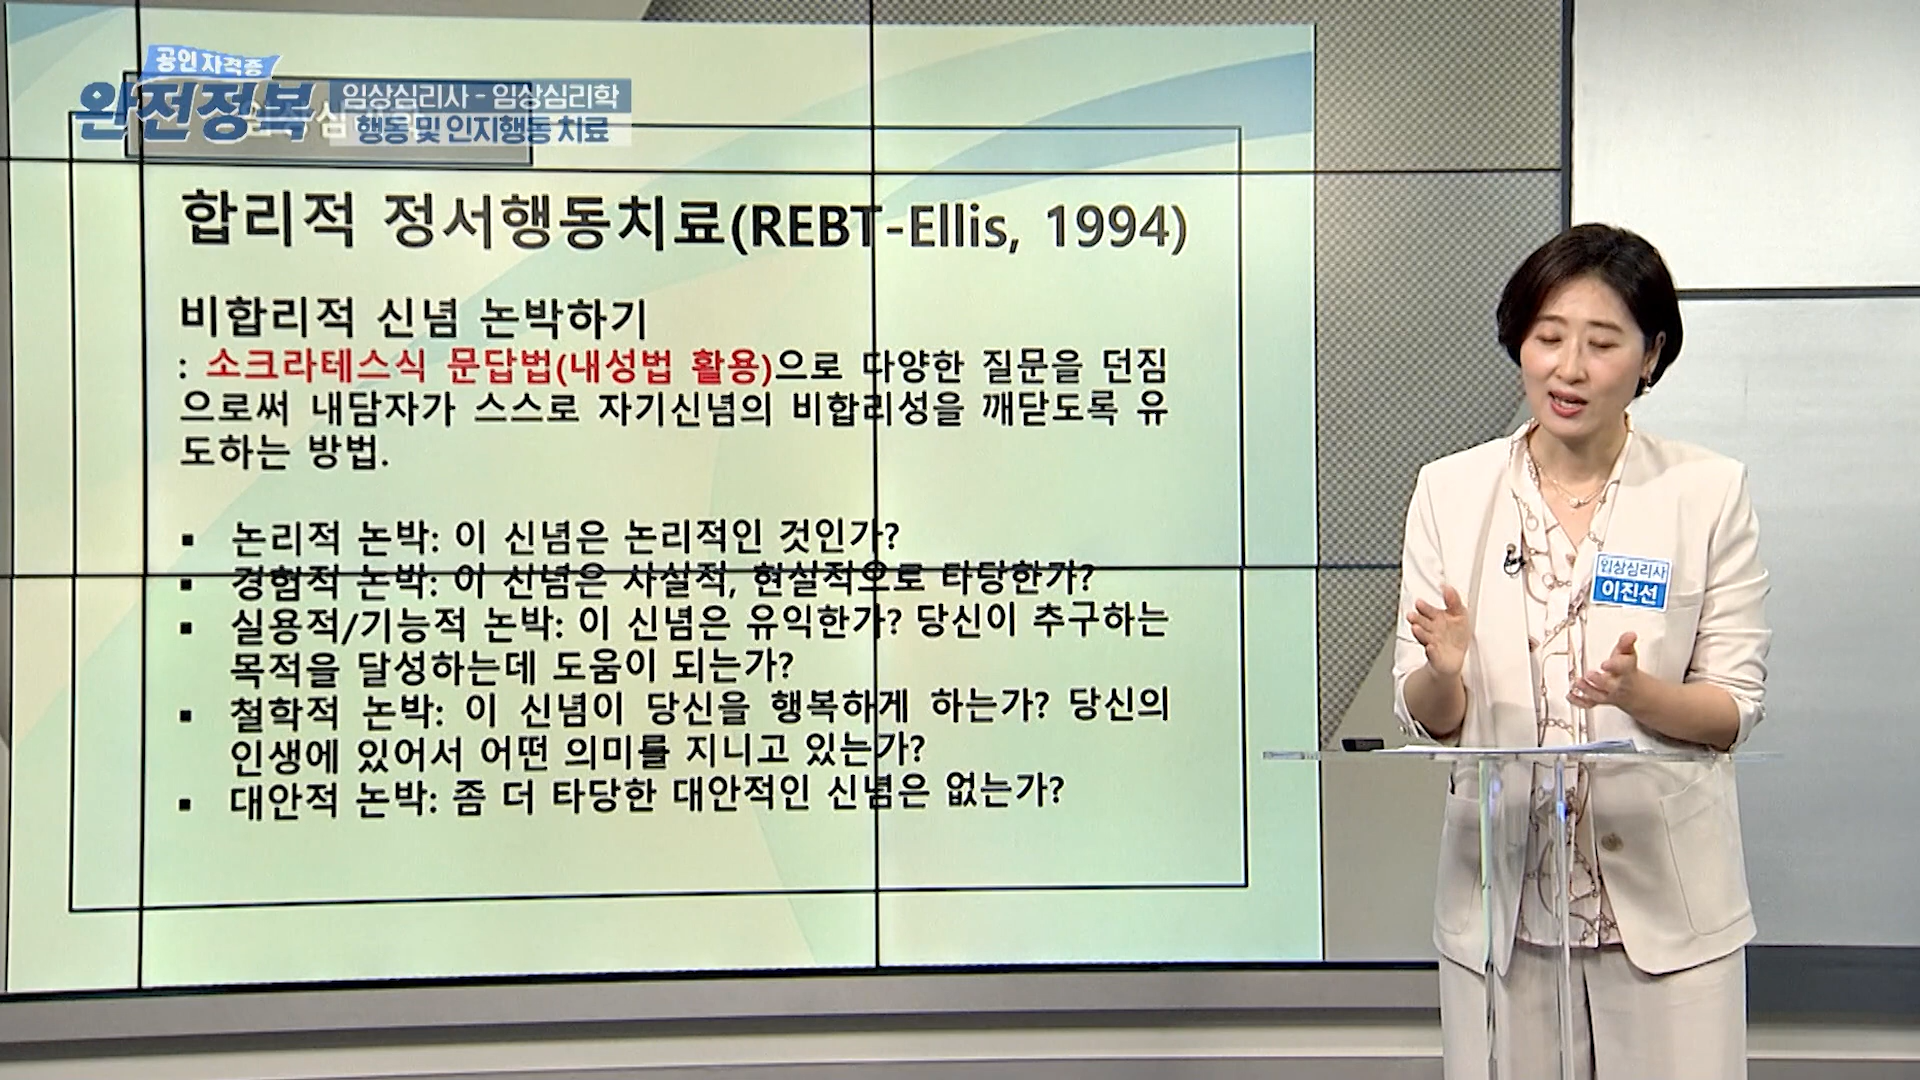 공인 자격증
완전정복
임상심리사 - 임상심리학
행동 및 인지행동 치료
합리적 정서행동치료(REBT-Ellis, 1994)
비합리적 신념 논박하기
: 소크라테스식 문답법(내성법 활용)으로 다양한 질문을 던짐
으로써 내담자가 스스로 자기신념의 비합리성을 깨닫도록 유
도하는 방법.
▪ 논리적 논박: 이 신념은 논리적인 것인가?
▪ 경험적 논박: 이 신념은 사실적, 현실적으로 타당한가?
▪ 실용적/기능적 논박: 이 신념은 유익한가? 당신이 추구하는
목적을 달성하는데 도움이 되는가?
▪ 철학적 논박: 이 신념이 당신을 행복하게 하는가? 당신의
인생에 있어서 어떤 의미를 지니고 있는가?
▪ 대안적 논박: 좀 더 타당한 대안적인 신념은 없는가?
임상심리사
이진선